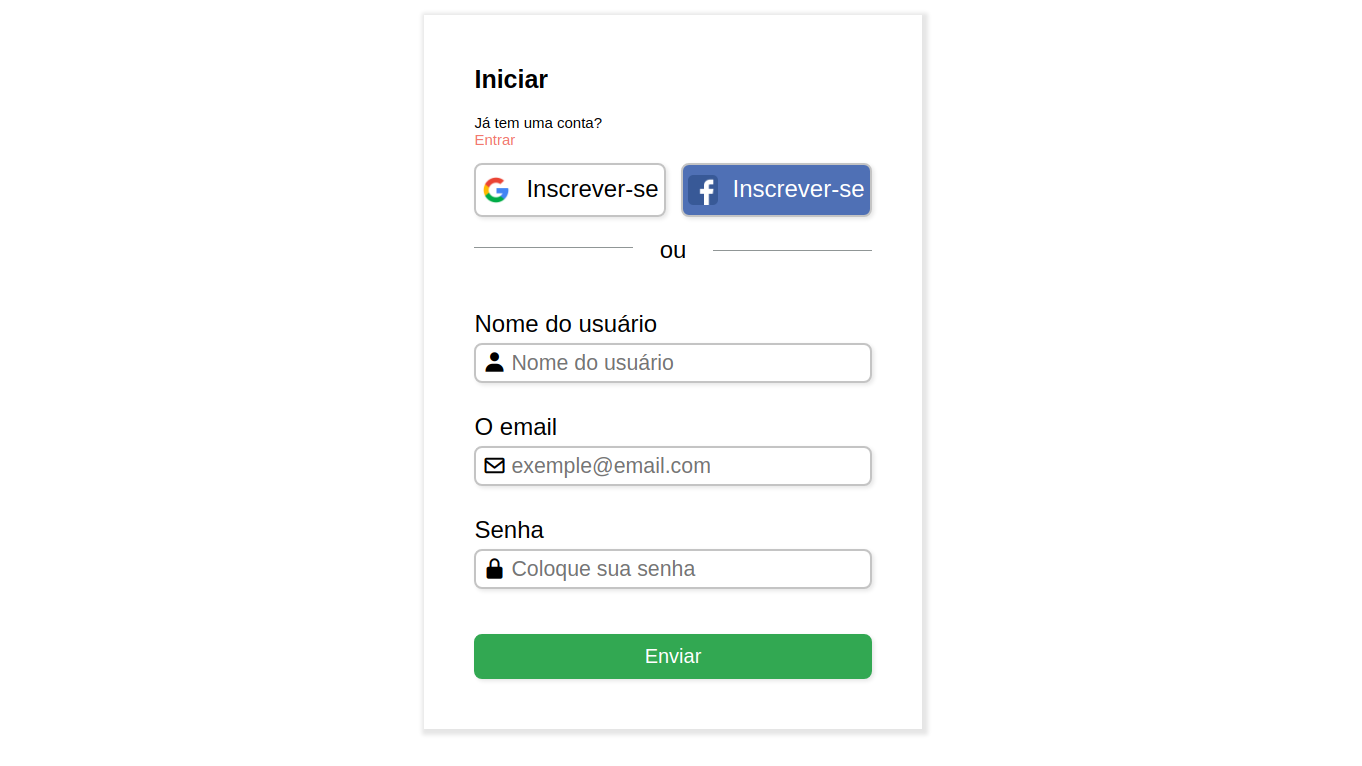 Iniciar
Já tem uma conta?
Entrar
Inscrever-se Inscrever-se
ou
Nome do usuário
Nome do usuário
O email
exemple@email.com
Senha
Coloque sua senha
Enviar